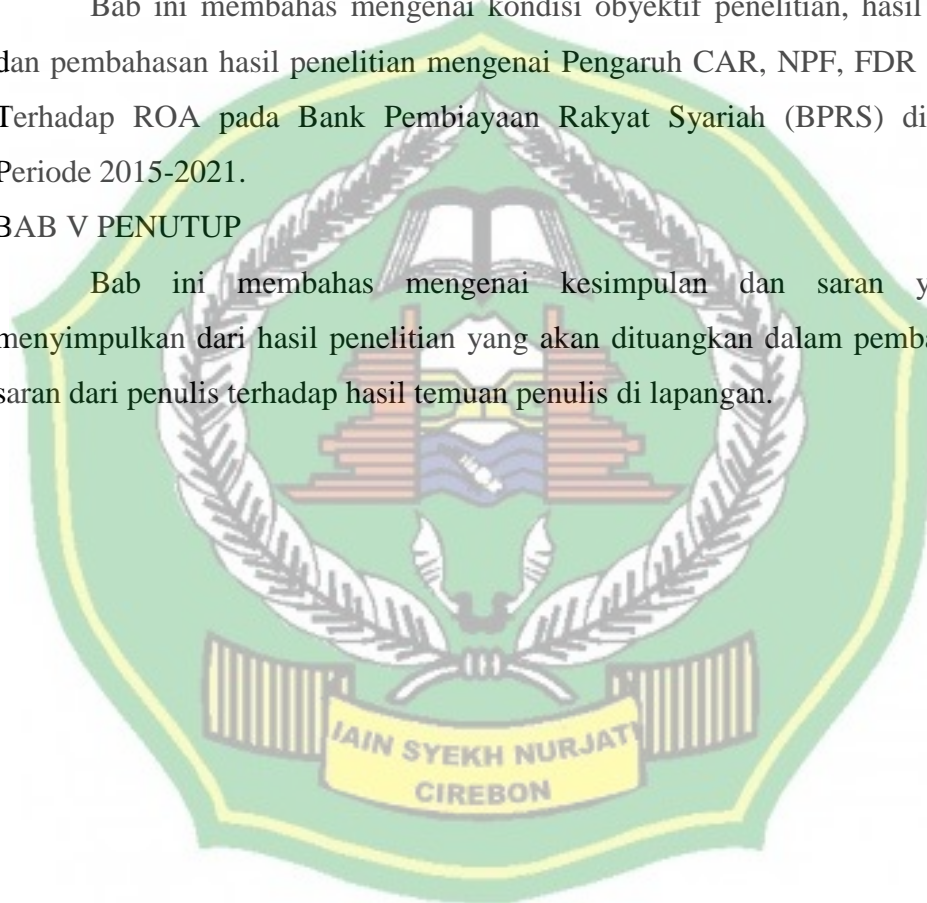 Bab ini membahas mengenai kondisi obyektif penelitian, hasil
dan pembahasan hasil penelitian mengenai Pengaruh CAR, NPF, FDR
Terhadap ROA pada Bank Pembiayaan Rakyat Syariah (BPRS) di
Periode 2015-2021.
BAB V PENUTUP
Bab ini membahas mengenai kesimpulan dan saran
menyimpulkan dari hasil penelitian yang akan dituangkan dalam
saran dari penulis terhadap hasil temuan penulis di lapangan.
IAIN SYEKH NURJATI
CIREBON